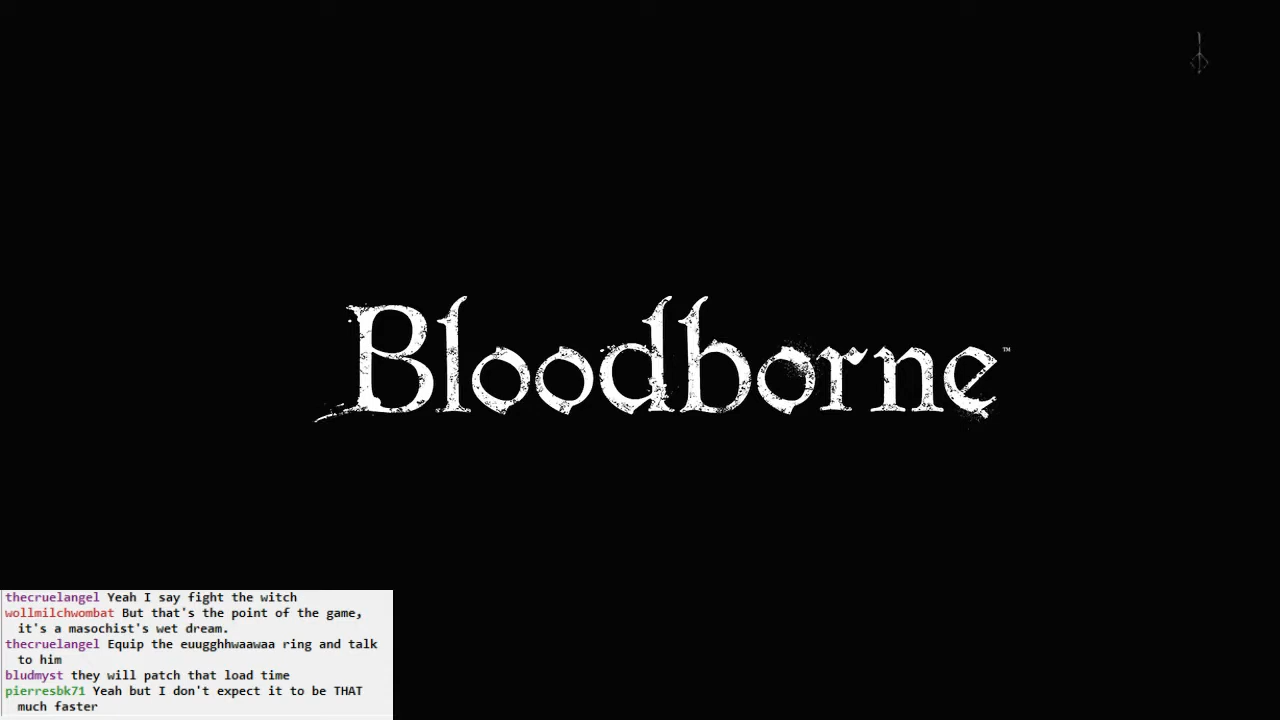 Bloodborne™
thecruelangel Yeah I say fight the witch
wollmilchwombat But that's the point of the game,
it's a masochist's wet dream.
thecruelangel Equip the euugghhwaawaa ring and talk
to him
bludmyst they will patch that load time
pierresbk71 Yeah but I don't expect it to be THAT
much faster